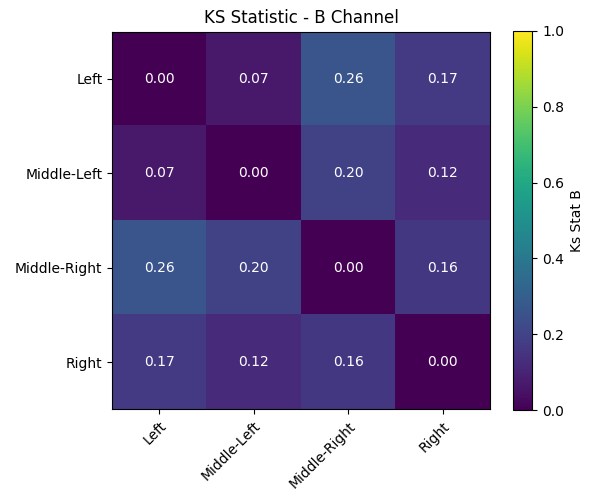 KS Statistic - B Channel
Left 0.00 0.07 0.26 0.17
Middle-Left 0.07 0.00 0.20 0.12
Middle-Right 0.26 0.20 0.00 0.16
Right 0.17 0.12 0.16 0.00
Left Middle-Left Middle-Right Right
1.0
0.8
0.6
0.4
0.2
0.0
Ks Stat B